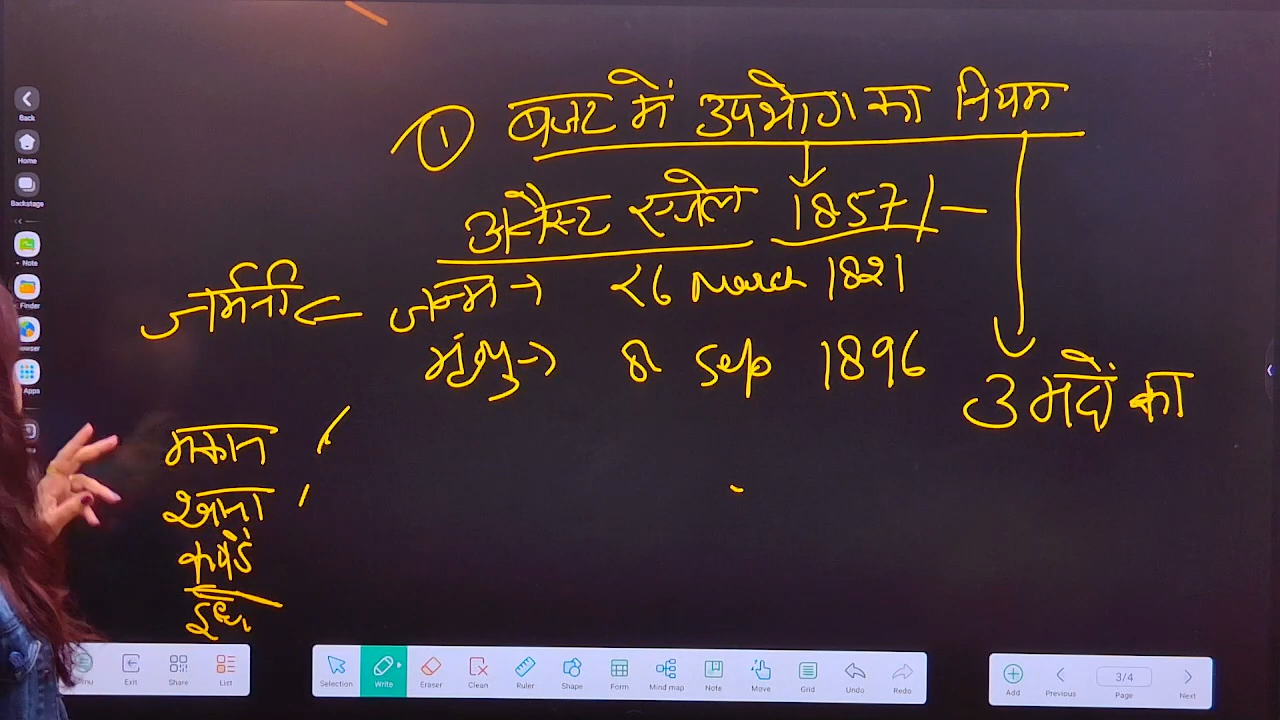 ① बजट में उपभोग का नियम
अर्नेस्ट एन्जेल 1857/-
जर्मनी जन्म → 26 March 1821
मृत्यु → 8 Sep 1896
3 मदों का
मकान
खाना
कपडे
ईंध.
Back
Home
Backstage
Note
Finder
Apps
Exit
Share
List
Selection
Write
Eraser
Clean
Ruler
Shape
Form
Mind map
Note
Move
Grid
Undo
Redo
Add
Previous
3/4
Page
Next